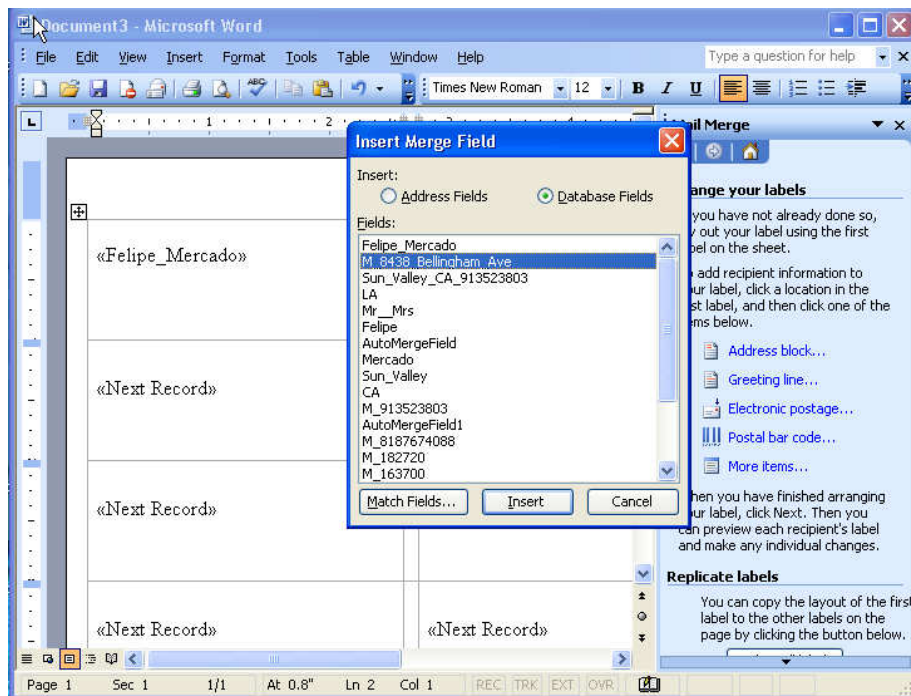 Document3 - Microsoft Word
File Edit View Insert Format Tools Table Window Help Type a question for help
Times New Roman 12 B I U
1 2
Mail Merge
Insert Merge Field
Insert:
Address Fields Database Fields
Fields:
Felipe_Mercado
M_8438_Bellingham_Ave
Sun_Valley_CA_913523803
LA
Mr__Mrs
Felipe
AutoMergeField
Mercado
Sun_Valley
CA
M_913523803
AutoMergeField1
M_8187674088
M_182720
M_163700
Match Fields... Insert Cancel
«Felipe_Mercado»
«Next Record»
«Next Record»
«Next Record» «Next Record»
ange your labels
you have not already done so,
out your label using the first
el on the sheet.
add recipient information to
ur label, click a location in the
st label, and then click one of the
ms below.
Address block...
Greeting line...
Electronic postage...
Postal bar code...
More items...
hen you have finished arranging
ur label, click Next. Then you
can preview each recipient's label
and make any individual changes.
Replicate labels
You can copy the layout of the first
label to the other labels on the
page by clicking the button below.
Page 1 Sec 1 1/1 At 0.8" Ln 2 Col 1 REC TRK EXT OVR